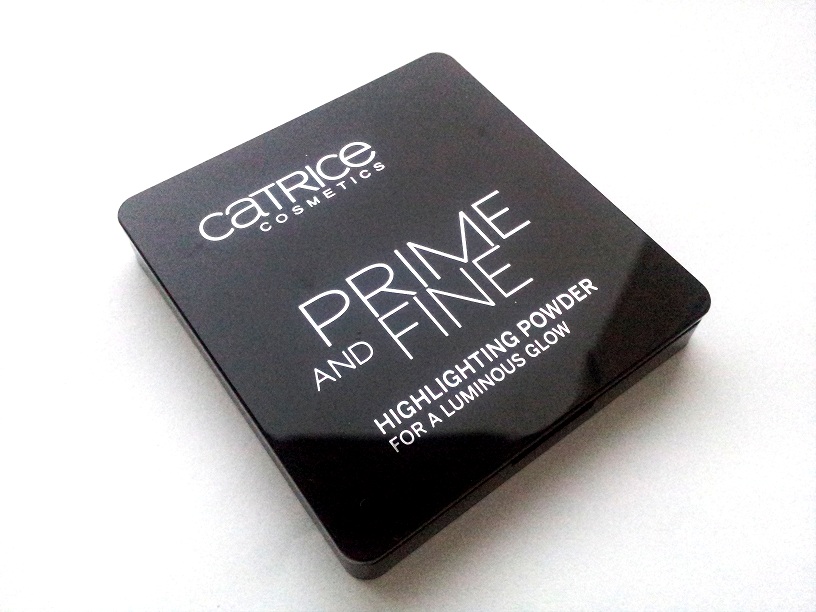 CATRICE
COSMETICS
PRIME
AND FINE
HIGHLIGHTING POWDER
FOR A LUMINOUS GLOW